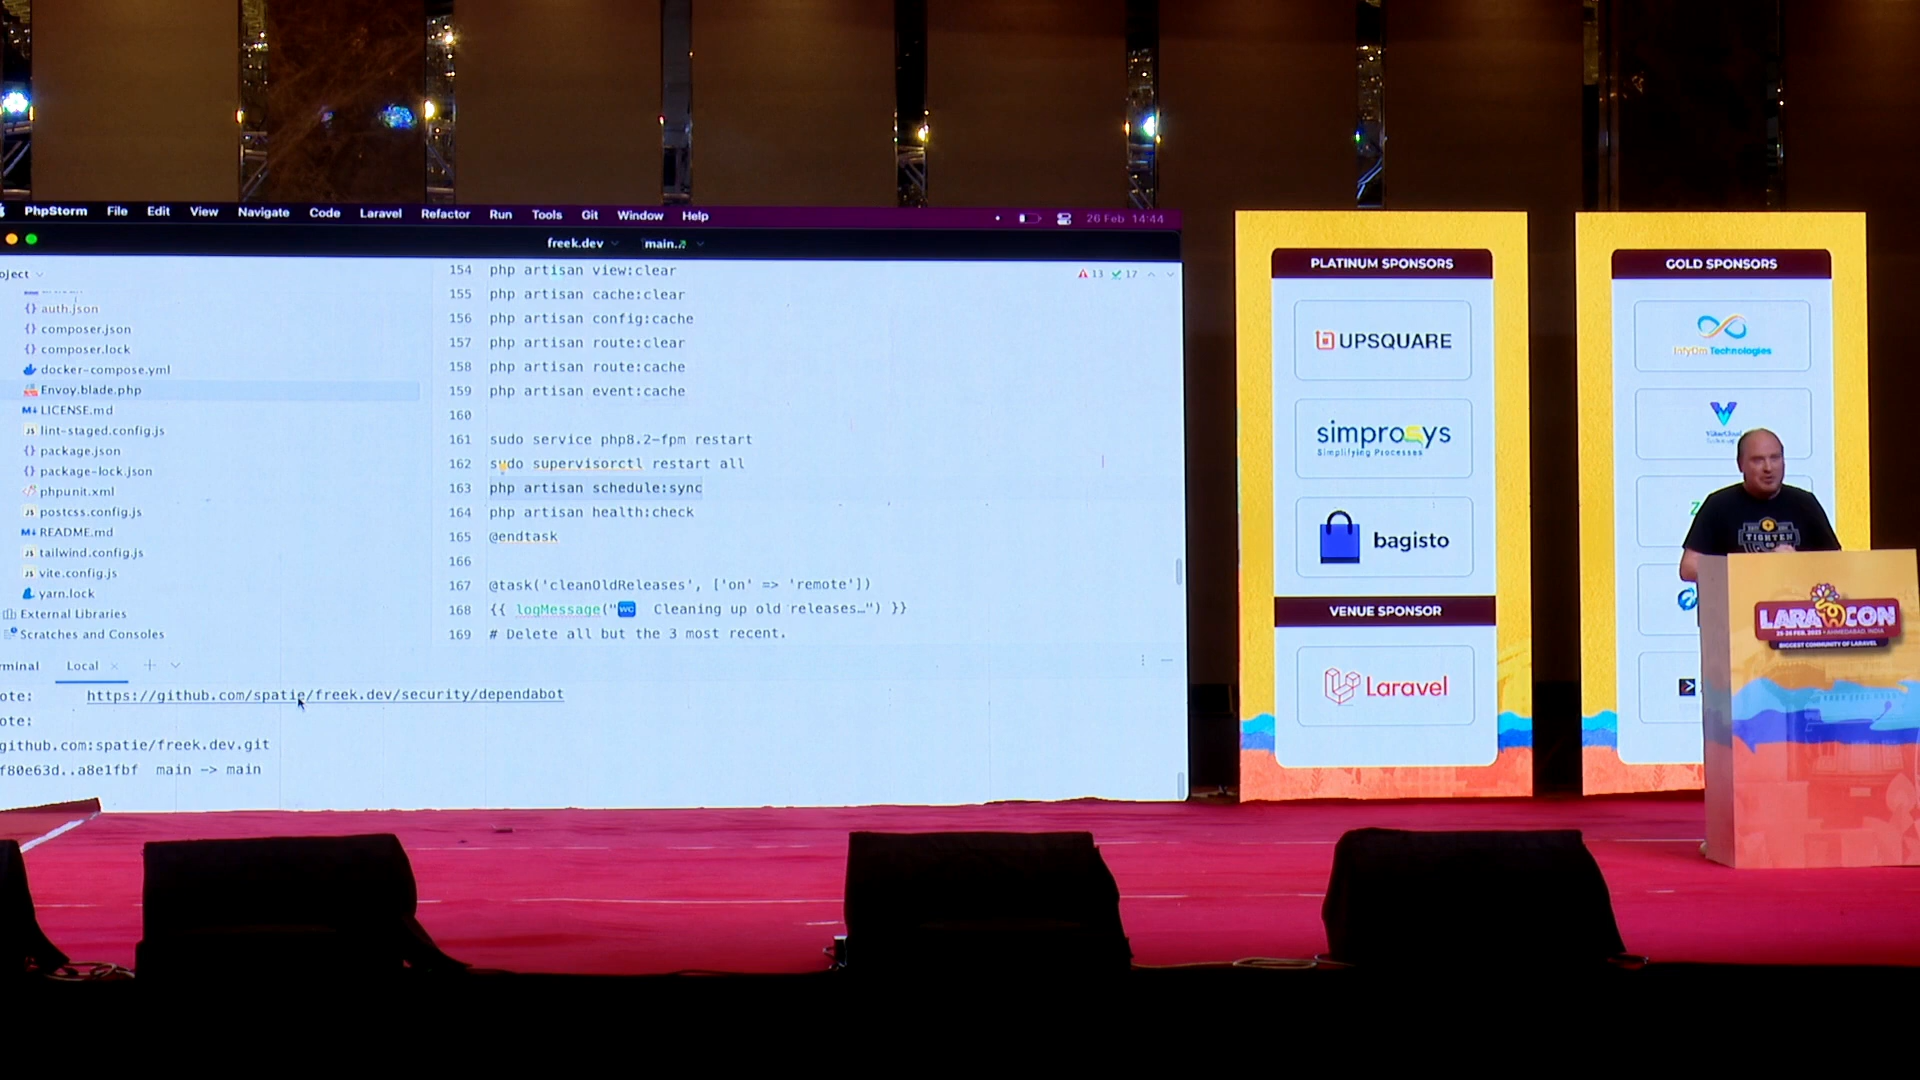 PhpStorm File Edit View Navigate Code Laravel Refactor Run Tools Git Window Help
26 Feb 14:44
freek.dev main
13 17
auth.json
composer.json
composer.lock
docker-compose.yml
Envoy.blade.php
LICENSE.md
lint-staged.config.js
package.json
package-lock.json
phpunit.xml
postcss.config.js
README.md
tailwind.config.js
vite.config.js
yarn.lock
External Libraries
Scratches and Consoles
154 php artisan view:clear
155 php artisan cache:clear
156 php artisan config:cache
157 php artisan route:clear
158 php artisan route:cache
159 php artisan event:cache
160
161 sudo service php8.2-fpm restart
162 sudo supervisorctl restart all
163 php artisan schedule:sync
164 php artisan health:check
165 @endtask
166
167 @task('cleanOldReleases', ['on' => 'remote'])
168 {{ logMessage("🚾 Cleaning up old releases…") }}
169 # Delete all but the 3 most recent.
Local
https://github.com/spatie/freek.dev/security/dependabot
github.com:spatie/freek.dev.git
f80e63d..a8e1fbf main -> main
PLATINUM SPONSORS
UPSQUARE
simprosys
Simplifying Processes
bagisto
VENUE SPONSOR
Laravel
GOLD SPONSORS
InfyOm Technologies
TIGHTEN
LARACON
BIGGEST COMMUNITY OF LARAVEL